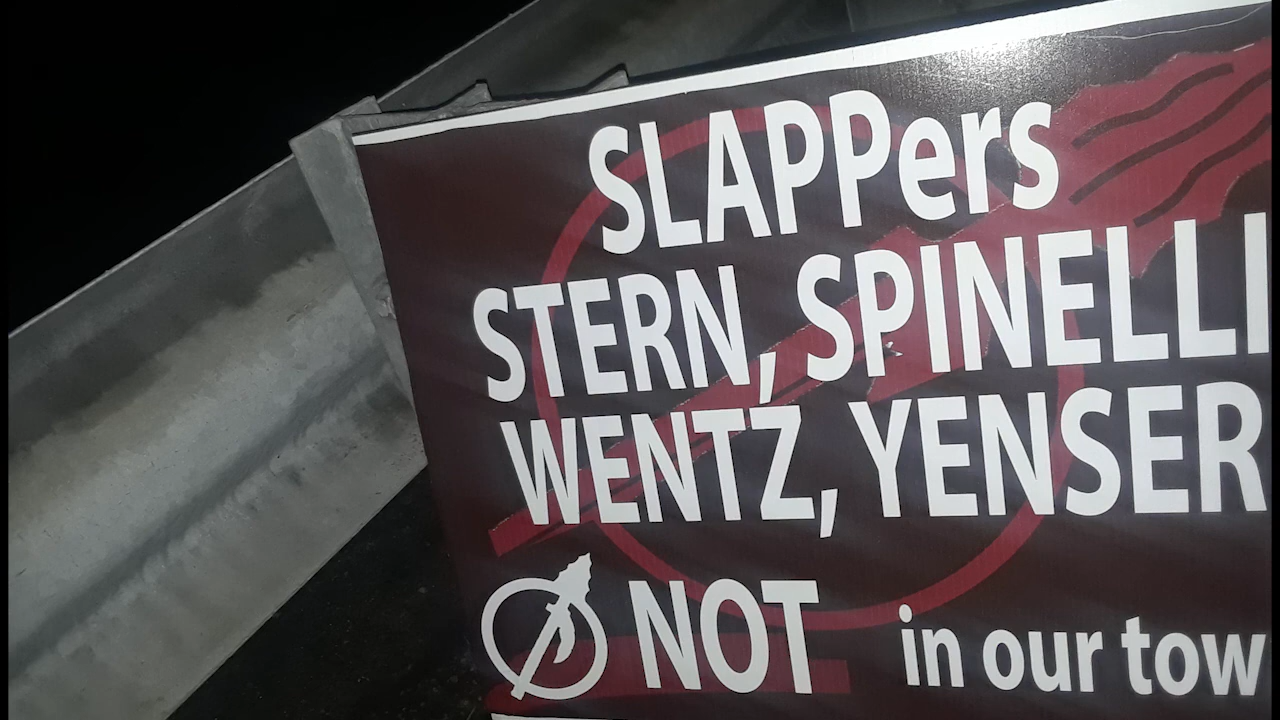 SLAPPers
STERN, SPINELLI
WENTZ, YENSER
NOT in our tow